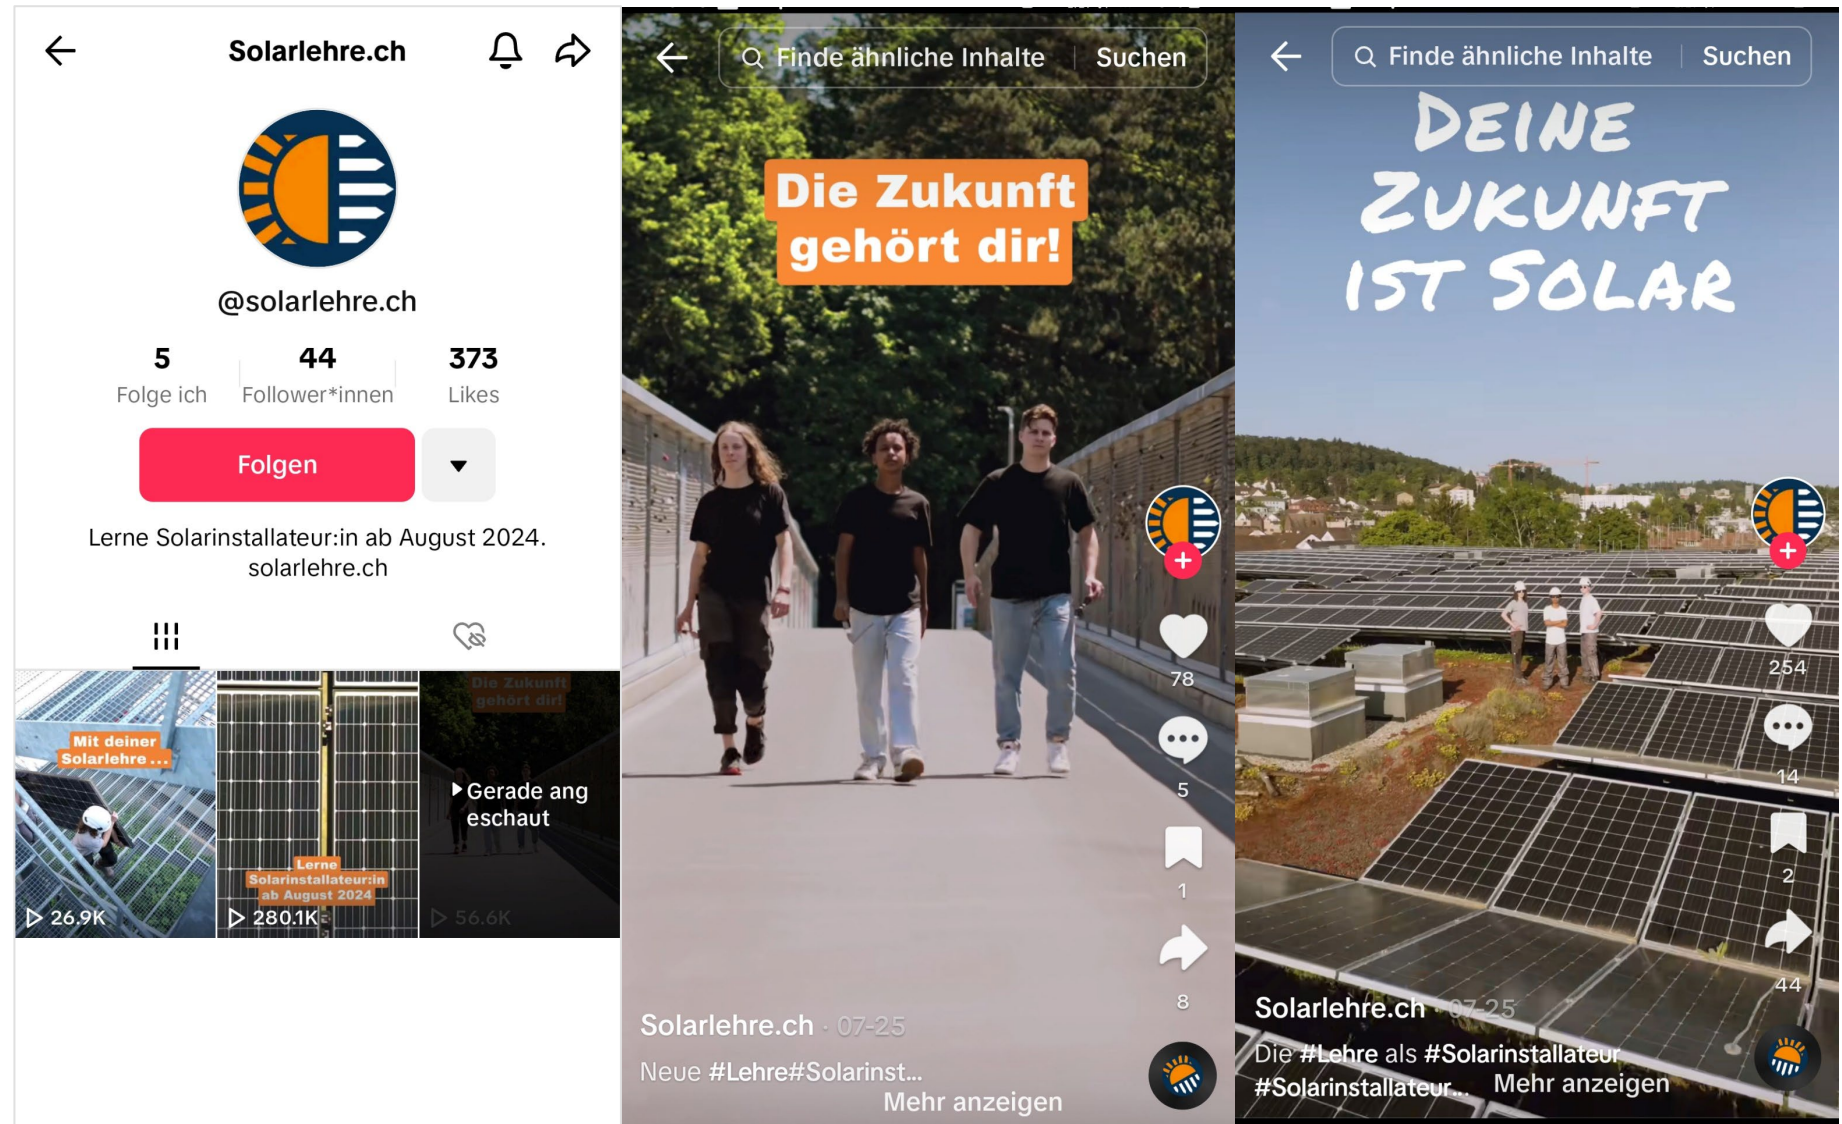 Solarlehre.ch
@solarlehre.ch
5
44
373
Folge ich
Follower*innen
Likes
Folgen
Lerne Solarinstallateur:in ab August 2024.
solarlehre.ch
Mit deiner
Solarlehre ...
26.9K
Lerne
Solarinstallateur:in
ab August 2024
280.1K
Die Zukunft
gehört dir!
Gerade ang
eschaut
56.6K
Finde ähnliche Inhalte
Suchen
Die Zukunft
gehört dir!
78
5
1
8
Solarlehre.ch · 07-25
Neue #Lehre#Solarinst...
Mehr anzeigen
Finde ähnliche Inhalte
Suchen
DEINE
ZUKUNFT
IST SOLAR
254
14
2
44
Solarlehre.ch · 07-25
Die #Lehre als #Solarinstallateur
#Solarinstallateur... Mehr anzeigen